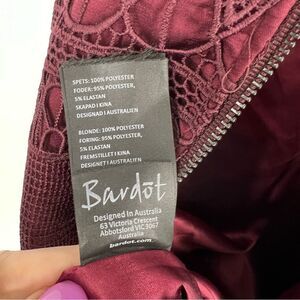 SPETS: 100% POLYESTER
FODER: 95% POLYESTER,
5% ELASTAN
SKAPAD I KINA
DESIGNAD I AUSTRALIEN
BLONDE: 100% POLYESTER
FORING: 95% POLYESTER,
5% ELASTAN
FREMSTILLET I KINA
DESIGNET I AUSTRALIEN
Bardōt
Designed In Australia
63 Victoria Crescent
Abbotsford VIC 3067
Australia
bardot.com